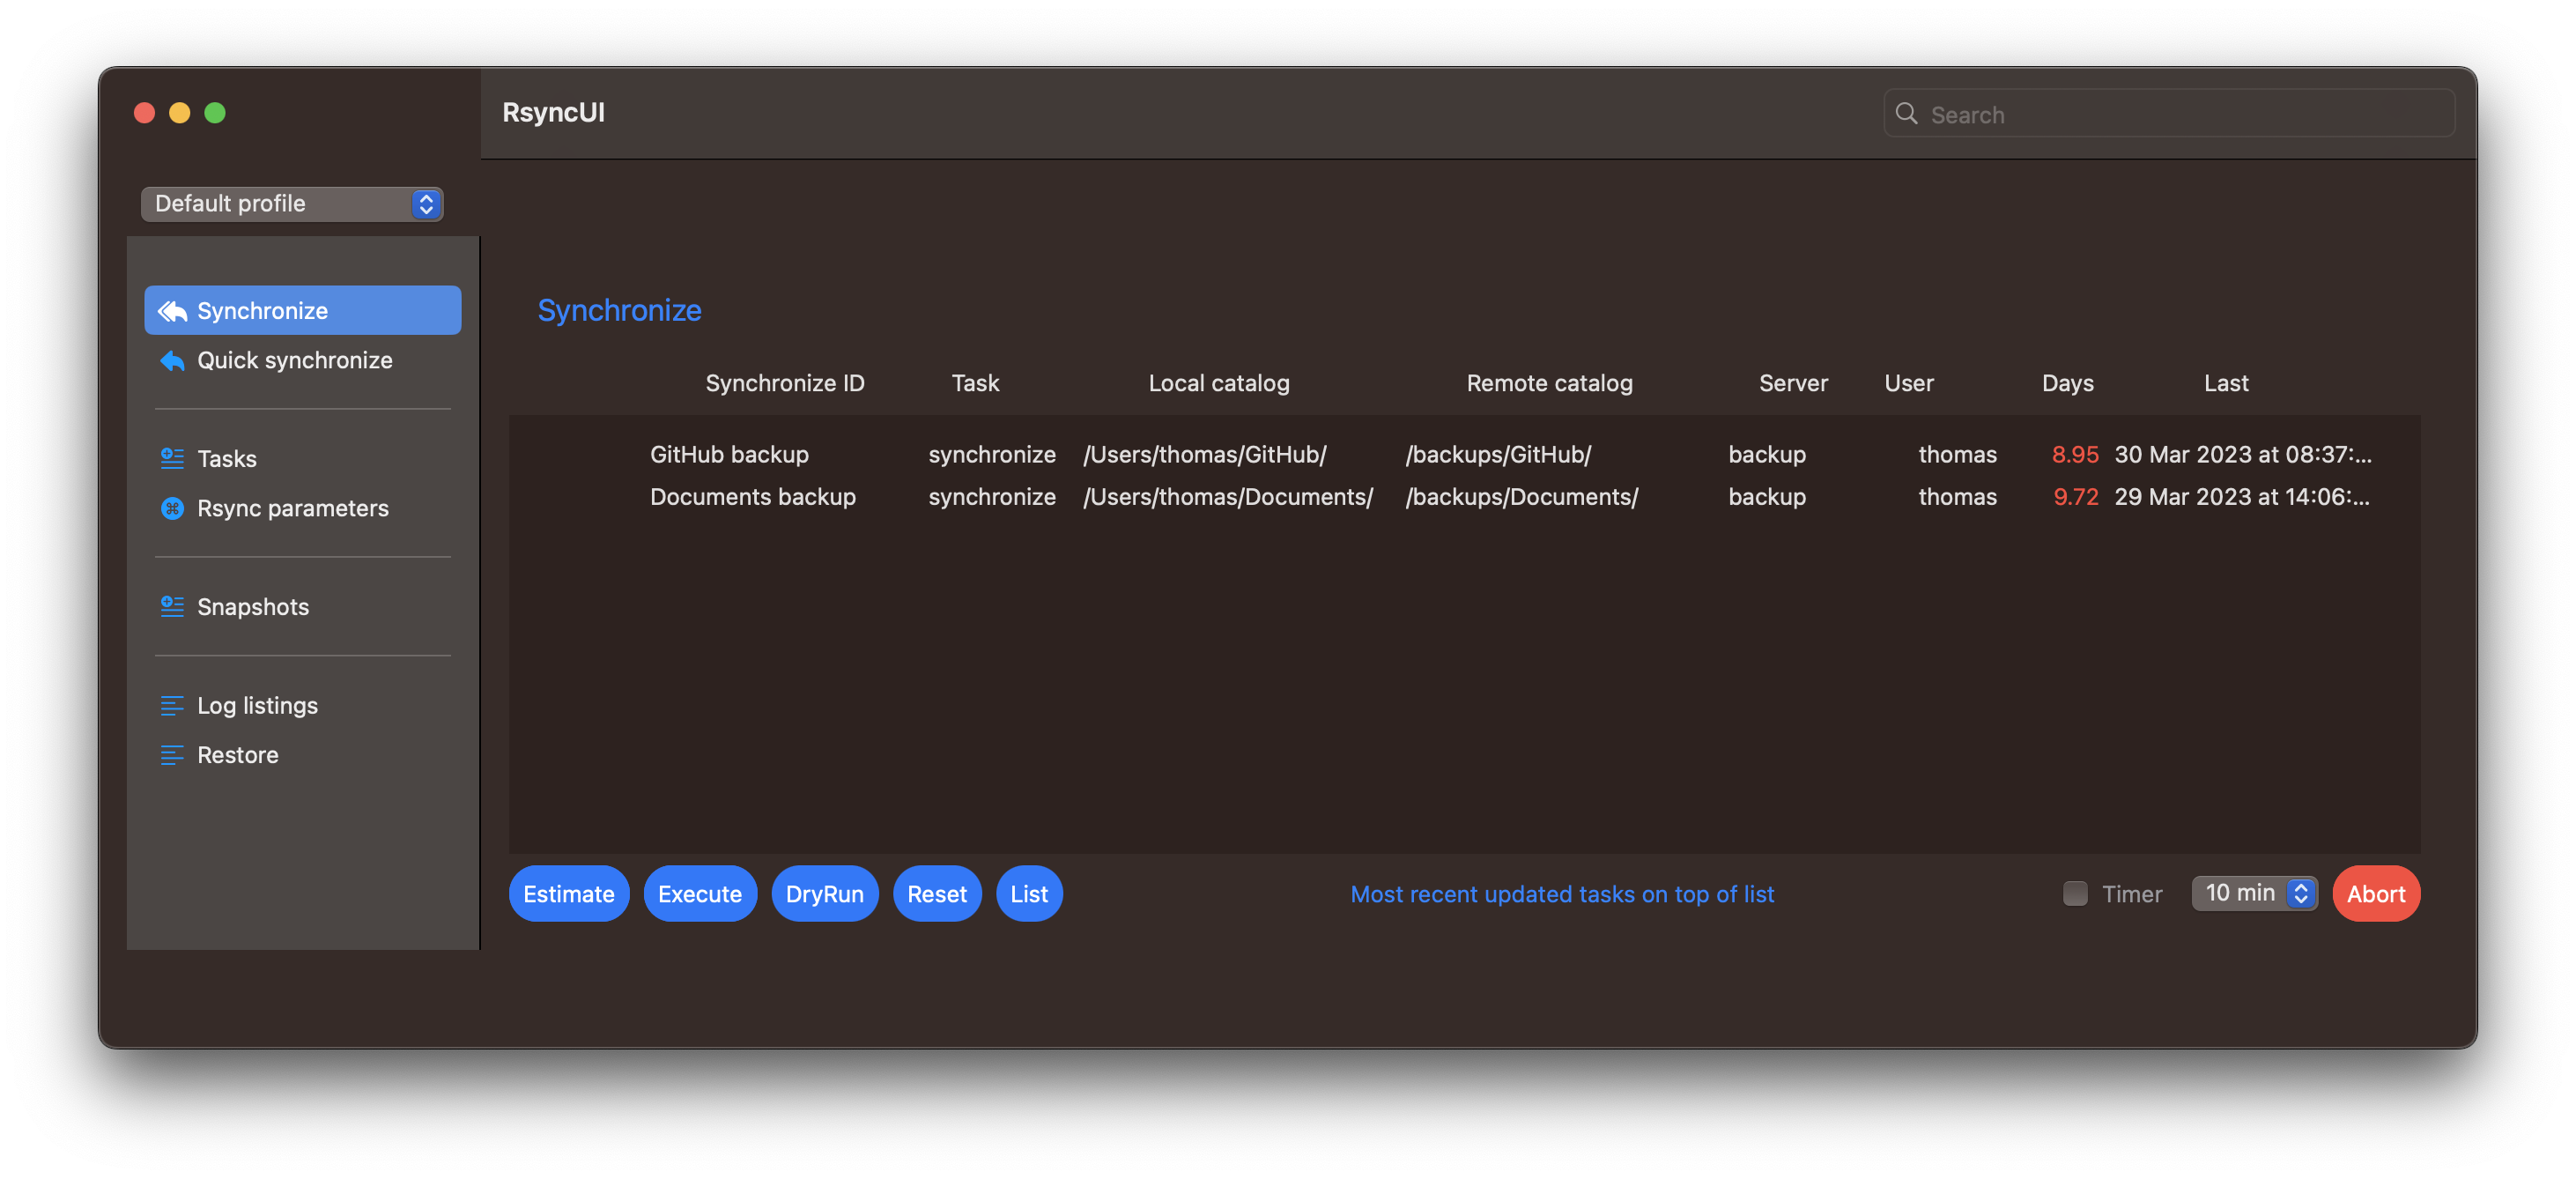 RsyncUI
Search
Default profile
Synchronize
Quick synchronize
Tasks
Rsync parameters
Snapshots
Log listings
Restore
Synchronize
Synchronize ID Task Local catalog Remote catalog Server User Days Last
GitHub backup synchronize /Users/thomas/GitHub/ /backups/GitHub/ backup thomas 8.95 30 Mar 2023 at 08:37:...
Documents backup synchronize /Users/thomas/Documents/ /backups/Documents/ backup thomas 9.72 29 Mar 2023 at 14:06:...
Estimate Execute DryRun Reset List Most recent updated tasks on top of list Timer 10 min Abort